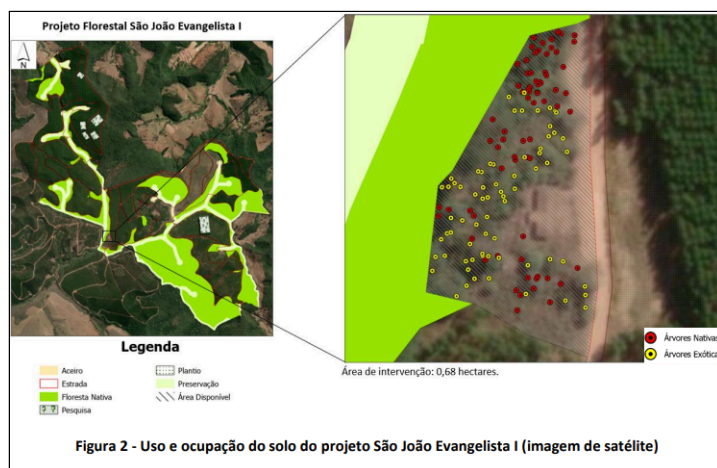 Projeto Florestal São João Evangelista I
N
Legenda
Aceiro
Estrada
Floresta Nativa
Pesquisa
Plantio
Preservação
Área Disponível
Área de intervenção: 0,68 hectares.
Árvores Nativas
Árvores Exótica
Figura 2 - Uso e ocupação do solo do projeto São João Evangelista I (imagem de satélite)